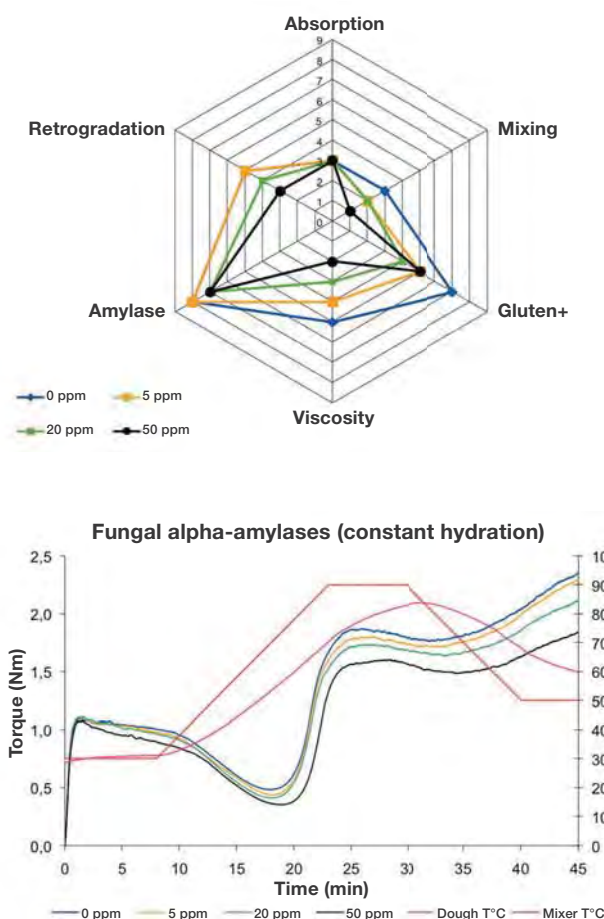 Absorption
9
8
7
6
5
4
3
2
1
0
Retrogradation
Mixing
Amylase
Gluten+
Viscosity
0 ppm 5 ppm
20 ppm 50 ppm
Fungal alpha-amylases (constant hydration)
2,5
2,0
1,5
1,0
0,5
0,0
Torque (Nm)
10
90
80
70
60
50
40
30
20
10
0
0 5 10 15 20 25 30 35 40 45
Time (min)
0 ppm 5 ppm 20 ppm 50 ppm Dough T°C Mixer T°C